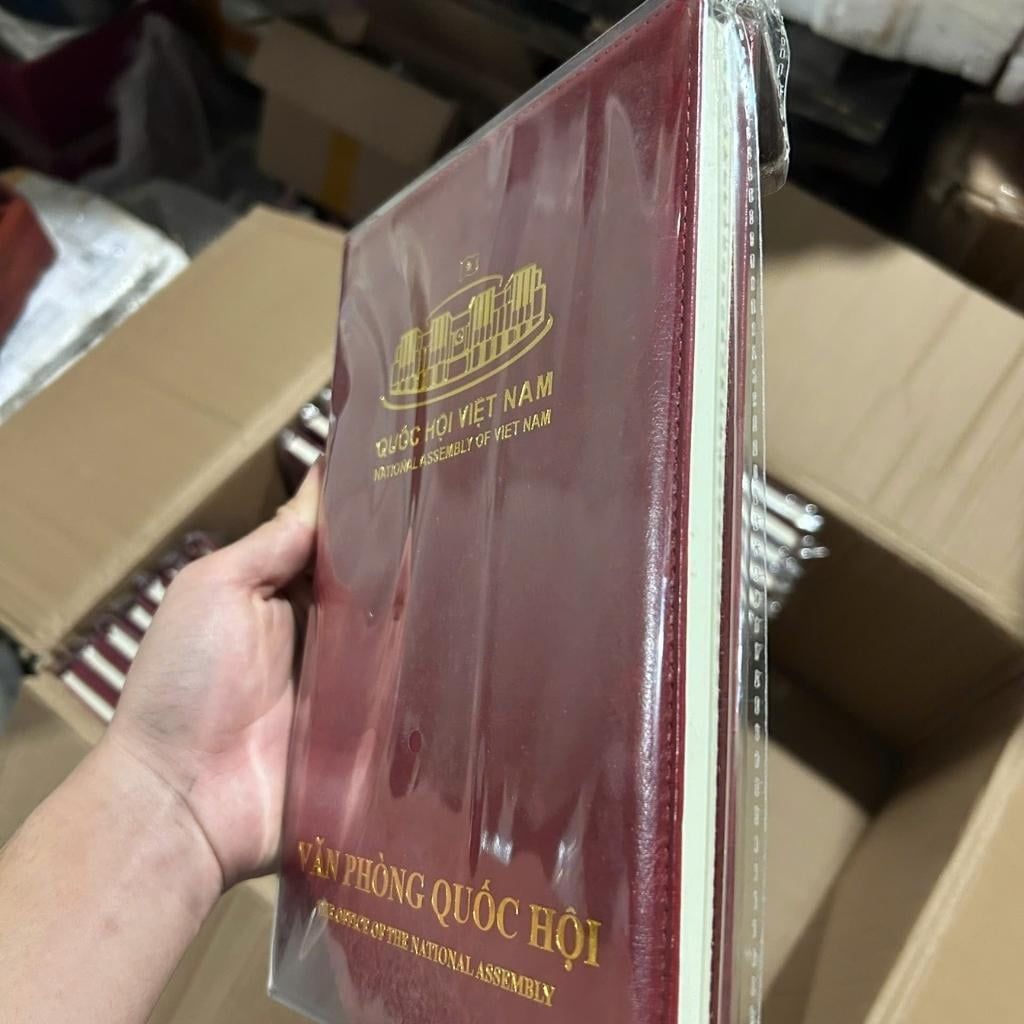 QUỐC HỘI VIỆT NAM
NATIONAL ASSEMBLY OF VIET NAM
VĂN PHÒNG QUỐC HỘI
THE OFFICE OF THE NATIONAL ASSEMBLY